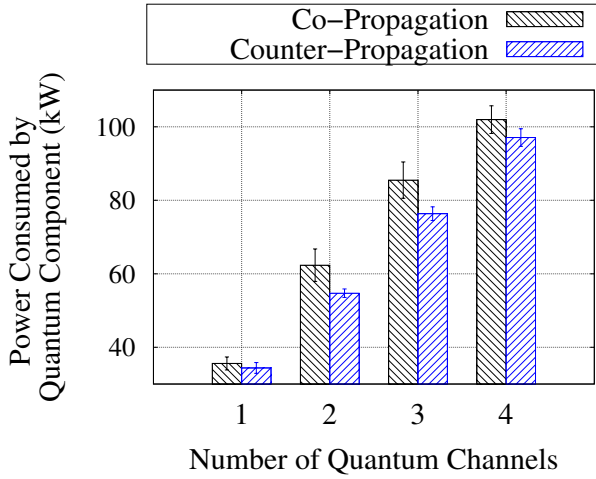 Co−Propagation
Counter−Propagation
Power Consumed by
Quantum Component (kW)
100
80
60
40
1 2 3 4
Number of Quantum Channels